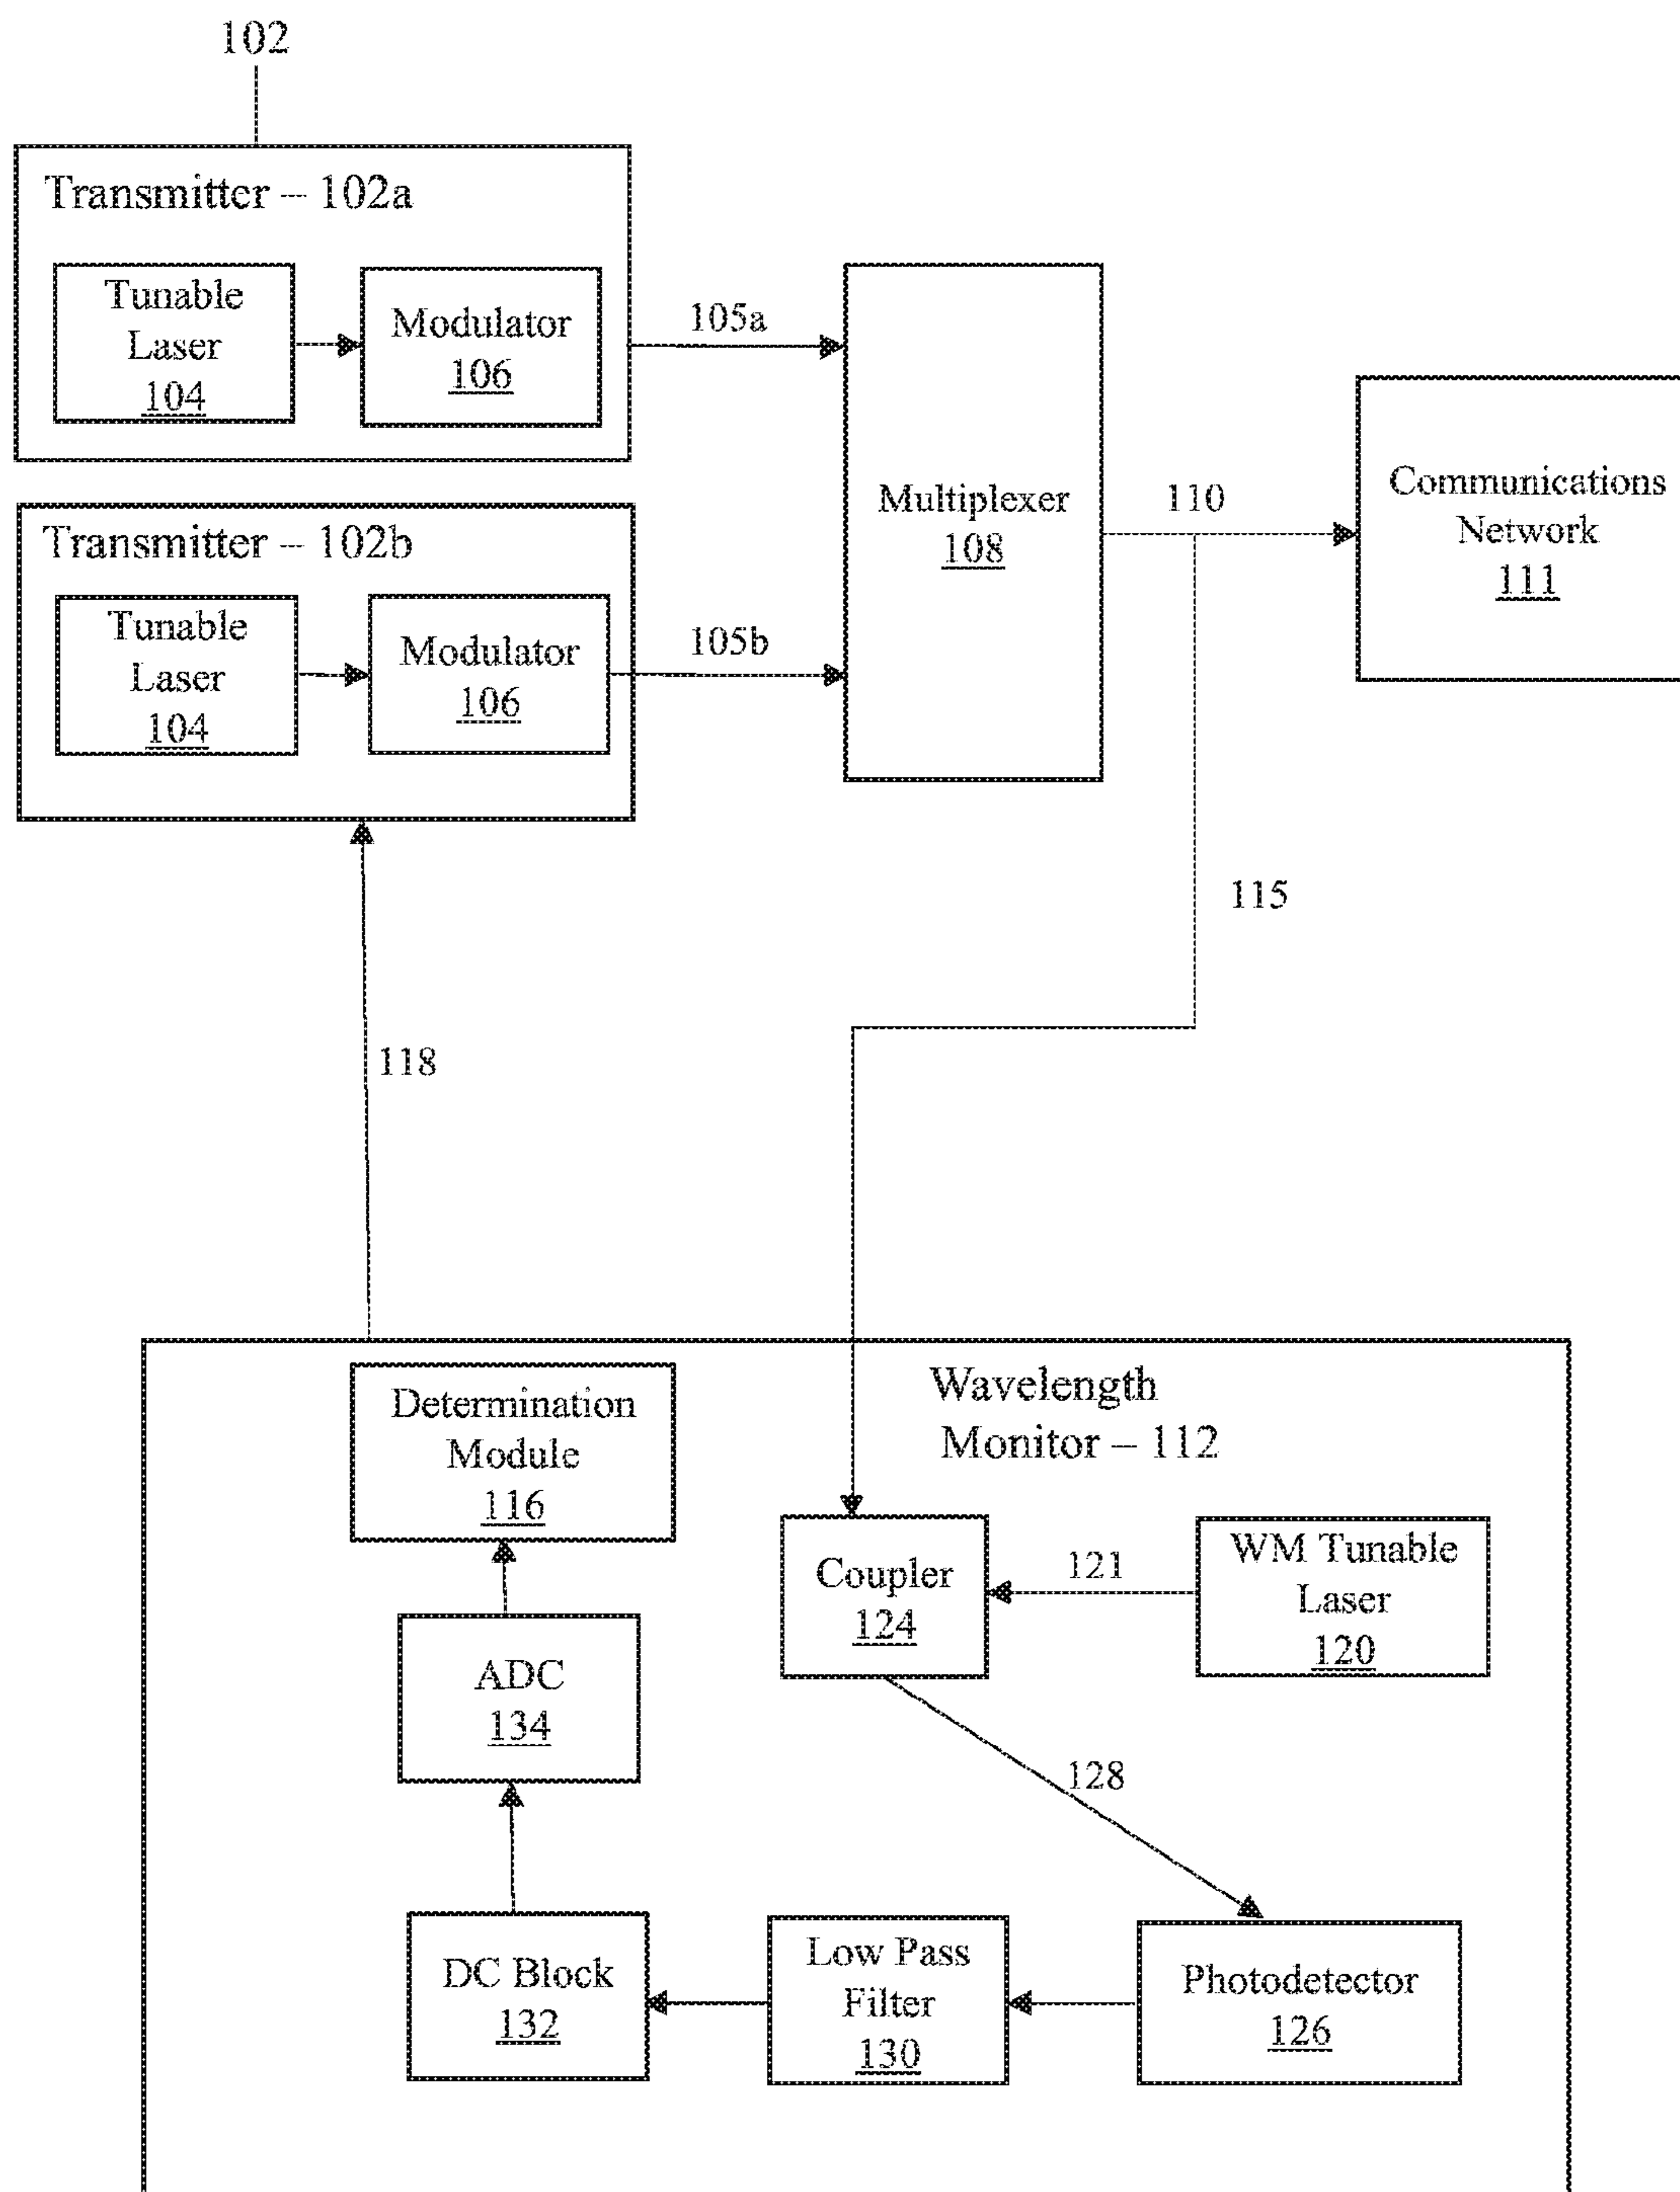 102
Transmitter – 102a
Tunable
Laser
104
Modulator
106
105a
Multiplexer
108
110
Communications
Network
111
Transmitter – 102b
Tunable
Laser
104
Modulator
106
105b
115
118
Wavelength
Monitor – 112
Determination
Module
116
Coupler
124
121
WM Tunable
Laser
120
ADC
134
128
DC Block
132
Low Pass
Filter
130
Photodetector
126